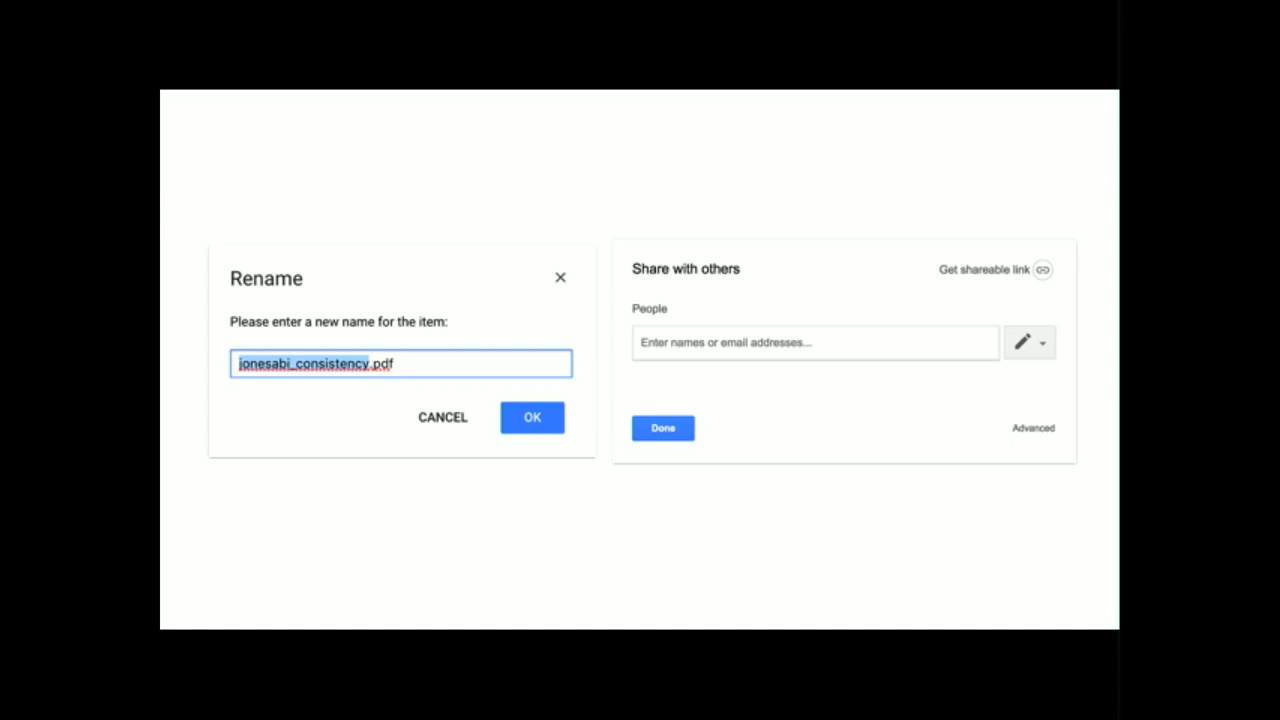 Rename
Please enter a new name for the item:
jonesabi_consistency.pdf
CANCEL
OK
Share with others
Get shareable link
People
Enter names or email addresses...
Done
Advanced